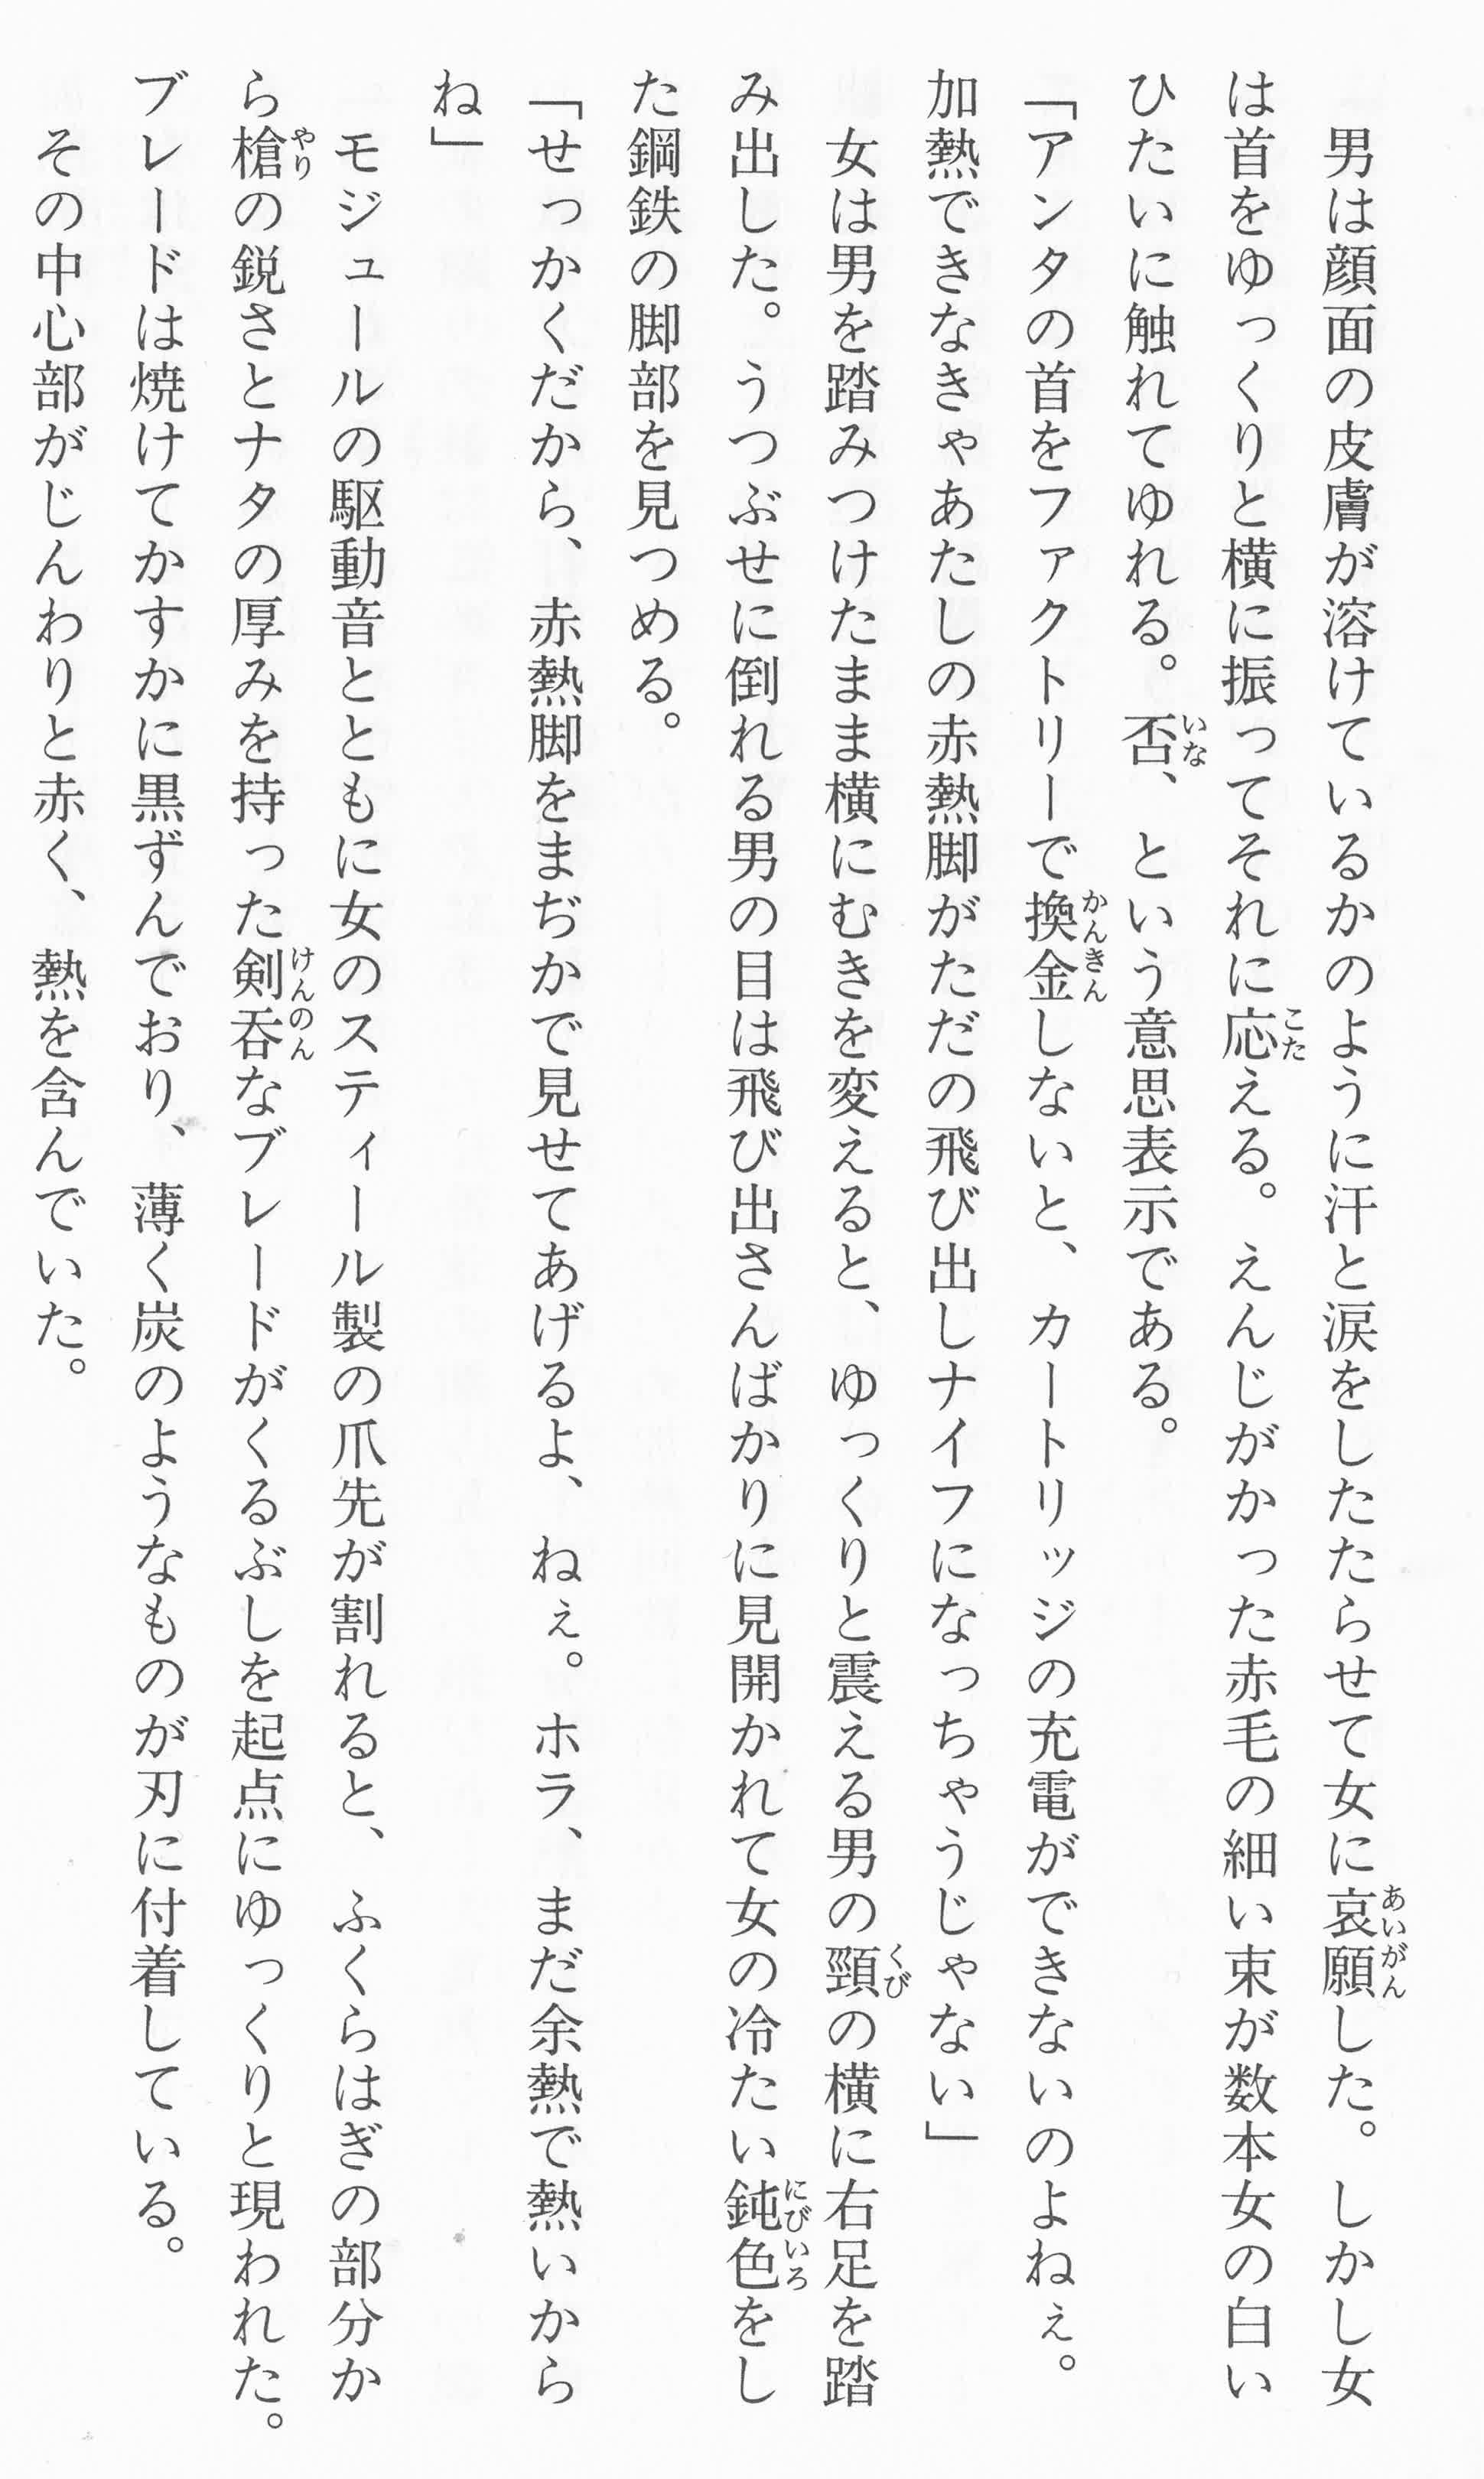 男は顔面の皮膚が溶けているかのように汗と涙をしたたらせて女に哀願した。しかし女
は首をゆっくりと横に振ってそれに応える。えんじがかった赤毛の細い束が数本女の白い
ひたいに触れてゆれる。否、という意思表示である。
「アンタの首をファクトリーで換金しないと、カートリッジの充電ができないのよねぇ。
加熱できなきゃあたしの赤熱脚がただの飛び出しナイフになっちゃうじゃない」
女は男を踏みつけたまま横にむきを変えると、ゆっくりと震える男の頸の横に右足を踏
み出した。うつぶせに倒れる男の目は飛び出さんばかりに見開かれて女の冷たい鈍色をし
た鋼鉄の脚部を見つめる。
「せっかくだから、赤熱脚をまぢかで見せてあげるよ、ねぇ。ホラ、まだ余熱で熱いから
ね」
モジュールの駆動音とともに女のスティール製の爪先が割れると、ふくらはぎの部分か
ら槍の鋭さとナタの厚みを持った剣呑なブレードがくるぶしを起点にゆっくりと現われた。
ブレードは焼けてかすかに黒ずんでおり、薄く炭のようなものが刃に付着している。
その中心部がじんわりと赤く、熱を含んでいた。